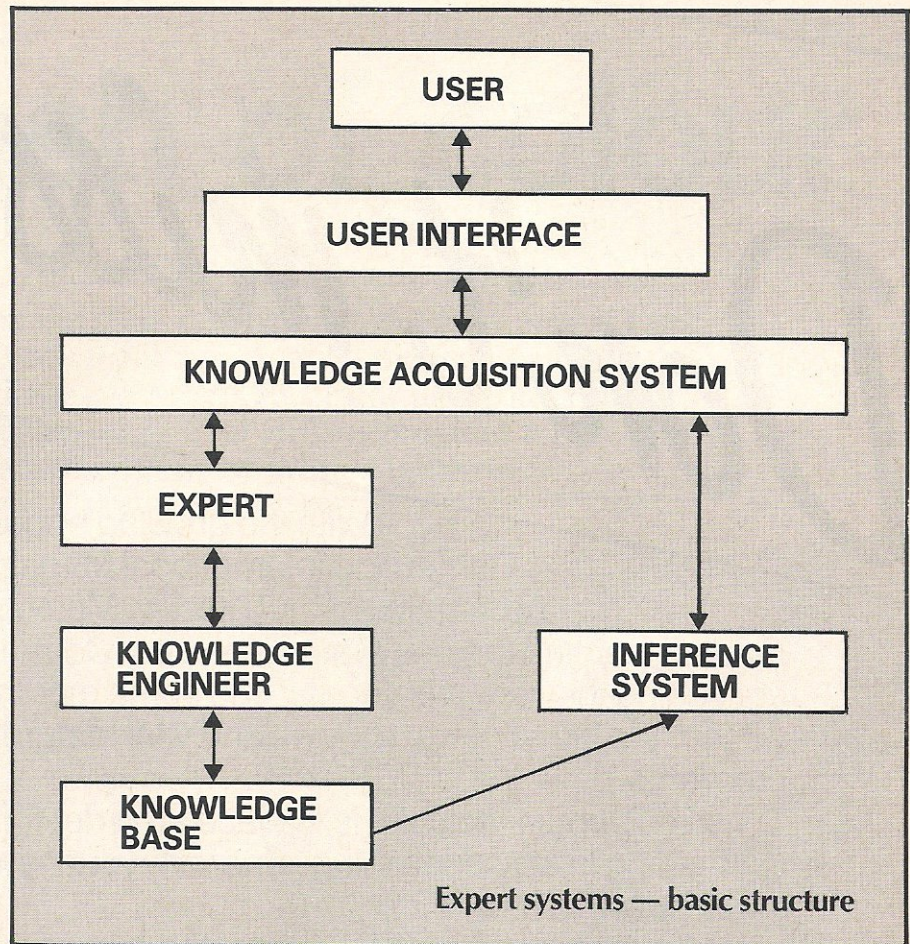 USER
USER INTERFACE
KNOWLEDGE ACQUISITION SYSTEM
EXPERT
KNOWLEDGE
ENGINEER
INFERENCE
SYSTEM
KNOWLEDGE
BASE
Expert systems — basic structure